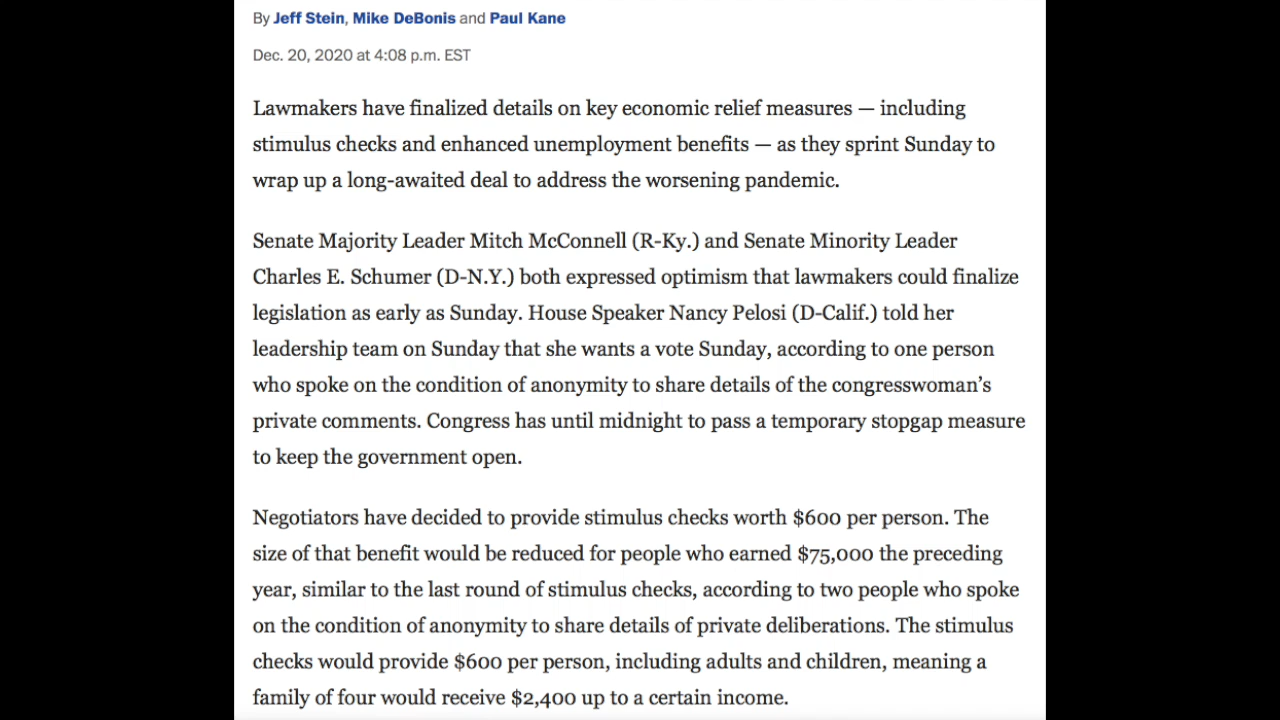 By Jeff Stein, Mike DeBonis and Paul Kane
Dec. 20, 2020 at 4:08 p.m. EST
Lawmakers have finalized details on key economic relief measures — including
stimulus checks and enhanced unemployment benefits — as they sprint Sunday to
wrap up a long-awaited deal to address the worsening pandemic.
Senate Majority Leader Mitch McConnell (R-Ky.) and Senate Minority Leader
Charles E. Schumer (D-N.Y.) both expressed optimism that lawmakers could finalize
legislation as early as Sunday. House Speaker Nancy Pelosi (D-Calif.) told her
leadership team on Sunday that she wants a vote Sunday, according to one person
who spoke on the condition of anonymity to share details of the congresswoman’s
private comments. Congress has until midnight to pass a temporary stopgap measure
to keep the government open.
Negotiators have decided to provide stimulus checks worth $600 per person. The
size of that benefit would be reduced for people who earned $75,000 the preceding
year, similar to the last round of stimulus checks, according to two people who spoke
on the condition of anonymity to share details of private deliberations. The stimulus
checks would provide $600 per person, including adults and children, meaning a
family of four would receive $2,400 up to a certain income.